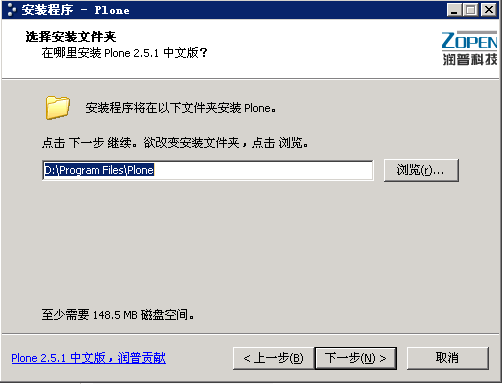 安装程序 - Plone
选择安装文件夹
在哪里安装 Plone 2.5.1 中文版？
ZOPEN
润普科技
安装程序将在以下文件夹安装 Plone。
点击 下一步 继续。欲改变安装文件夹，点击 浏览。
D:\Program Files\Plone
浏览(r)...
至少需要 148.5 MB 磁盘空间。
Plone 2.5.1 中文版，润普贡献
< 上一步(B)
下一步(N) >
取消